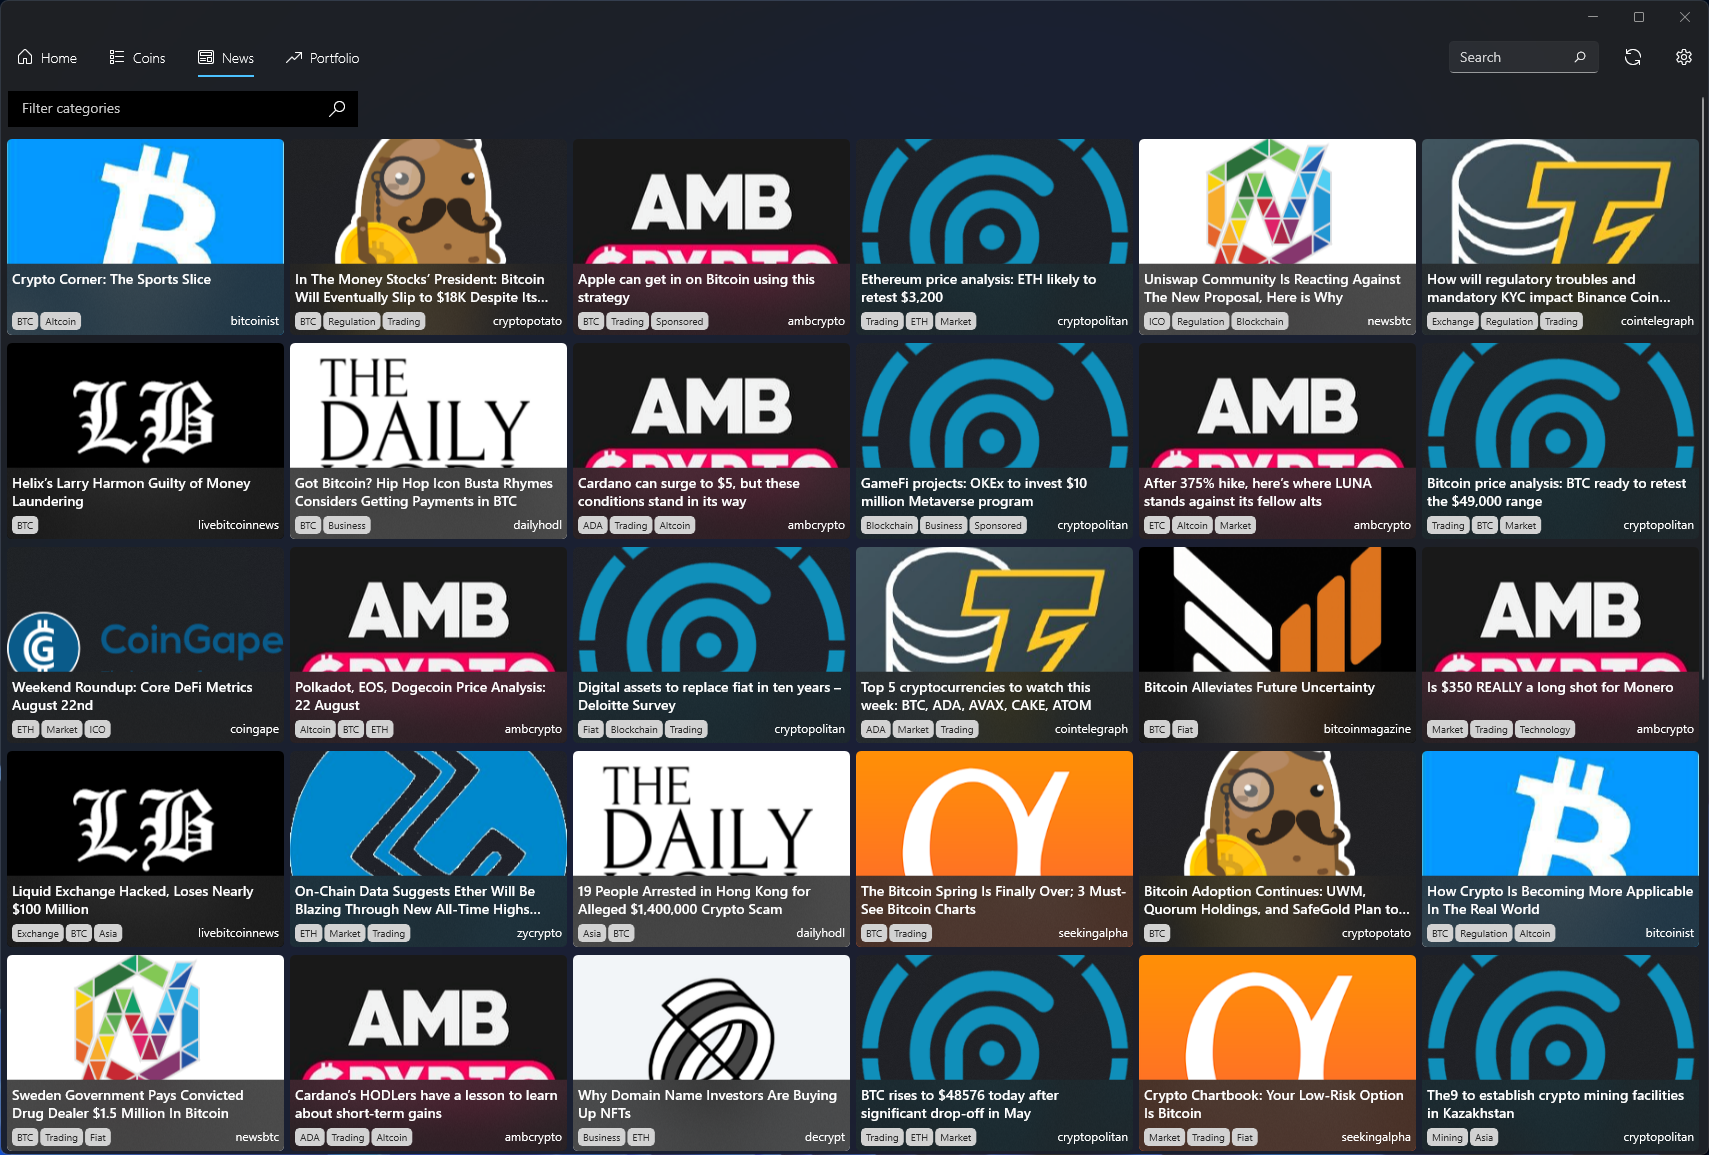 Home
Coins
News
Portfolio
Search
Filter categories
Crypto Corner: The Sports Slice
BTC Altcoin bitcoinist
In The Money Stocks’ President: Bitcoin
Will Eventually Slip to $18K Despite Its...
BTC Regulation Trading cryptopotato
AMB
Apple can get in on Bitcoin using this
strategy
BTC Trading Sponsored ambcrypto
Ethereum price analysis: ETH likely to
retest $3,200
Trading ETH Market cryptopolitan
Uniswap Community Is Reacting Against
The New Proposal, Here is Why
ICO Regulation Blockchain newsbtc
How will regulatory troubles and
mandatory KYC impact Binance Coin...
Exchange Regulation Trading cointelegraph
LB
Helix’s Larry Harmon Guilty of Money
Laundering
BTC livebitcoinnews
THE
DAILY
HODL
Got Bitcoin? Hip Hop Icon Busta Rhymes
Considers Getting Payments in BTC
BTC Business dailyhodl
AMB
CRYPTO
Cardano can surge to $5, but these
conditions stand in its way
ADA Trading Altcoin ambcrypto
GameFi projects: OKEx to invest $10
million Metaverse program
Blockchain Business Sponsored cryptopolitan
AMB
CRYPTO
After 375% hike, here’s where LUNA
stands against its fellow alts
ETC Altcoin Market ambcrypto
Bitcoin price analysis: BTC ready to retest
the $49,000 range
Trading BTC Market cryptopolitan
G CoinGape
Weekend Roundup: Core DeFi Metrics
August 22nd
ETH Market ICO coingape
AMB
CRYPTO
Polkadot, EOS, Dogecoin Price Analysis:
22 August
Altcoin BTC ETH ambcrypto
Digital assets to replace fiat in ten years –
Deloitte Survey
Fiat Blockchain Trading cryptopolitan
Top 5 cryptocurrencies to watch this
week: BTC, ADA, AVAX, CAKE, ATOM
ADA Market Trading cointelegraph
Bitcoin Alleviates Future Uncertainty
BTC Fiat bitcoinmagazine
AMB
CRYPTO
Is $350 REALLY a long shot for Monero
Market Trading Technology ambcrypto
LB
Liquid Exchange Hacked, Loses Nearly
$100 Million
Exchange BTC Asia livebitcoinnews
On-Chain Data Suggests Ether Will Be
Blazing Through New All-Time Highs...
ETH Market Trading zycrypto
THE
DAILY
HODL
19 People Arrested in Hong Kong for
Alleged $1,400,000 Crypto Scam
Asia BTC dailyhodl
The Bitcoin Spring Is Finally Over; 3 Must-
See Bitcoin Charts
BTC Trading seekingalpha
Bitcoin Adoption Continues: UWM,
Quorum Holdings, and SafeGold Plan to...
BTC cryptopotato
How Crypto Is Becoming More Applicable
In The Real World
BTC Regulation Altcoin bitcoinist
Sweden Government Pays Convicted
Drug Dealer $1.5 Million In Bitcoin
BTC Trading Fiat newsbtc
AMB
CRYPTO
Cardano’s HODLers have a lesson to learn
about short-term gains
ADA Trading Altcoin ambcrypto
Why Domain Name Investors Are Buying
Up NFTs
Business ETH decrypt
BTC rises to $48576 today after
significant drop-off in May
Trading ETH Market cryptopolitan
Crypto Chartbook: Your Low-Risk Option
Is Bitcoin
Market Trading Fiat seekingalpha
The9 to establish crypto mining facilities
in Kazakhstan
Mining Asia cryptopolitan